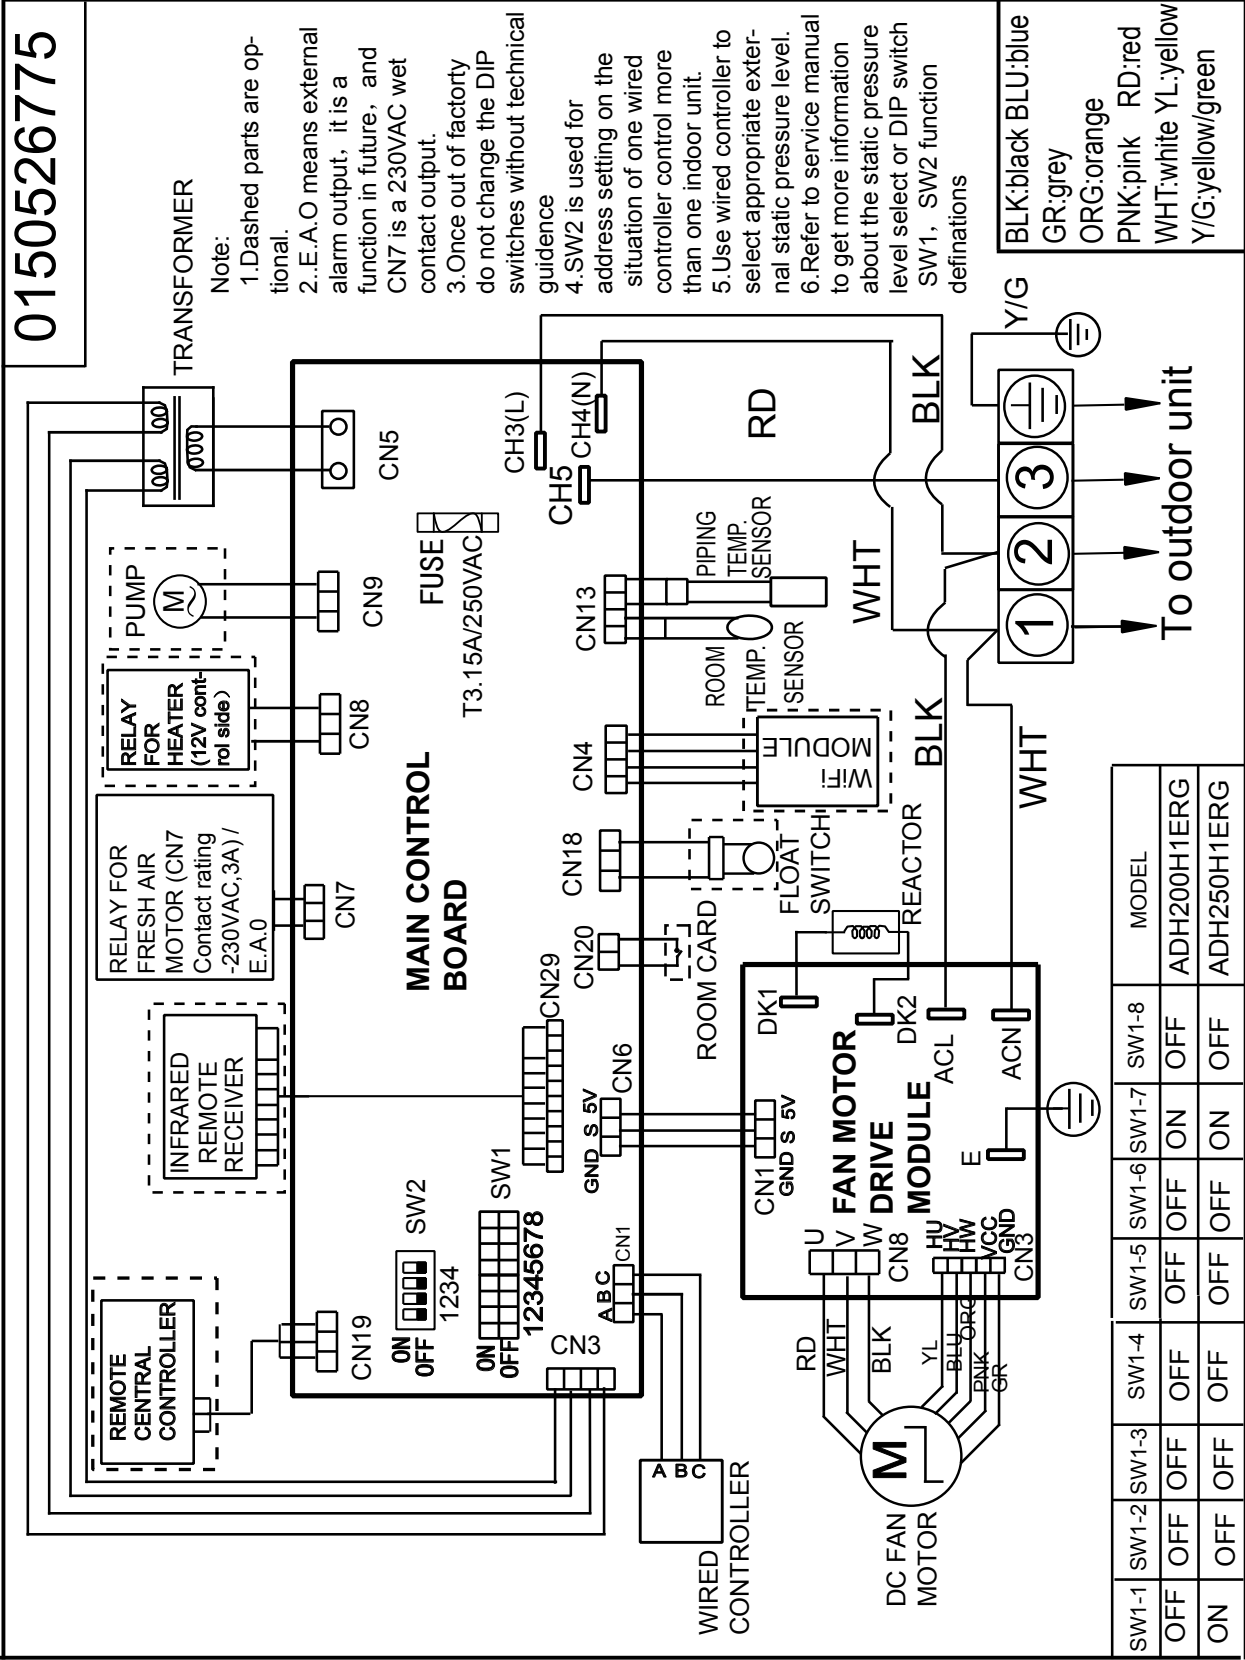 0150526775
TRANSFORMER
Note:
1.Dashed parts are op-
tional.
2..E.A.O means external
alarm output, it is a
function in future, and
CN7 is a 230VAC wet
contact output.
3.Once out of factorty
do not change the DIP
switches without technical
guidence
4.SW2 is used for
address setting on the
situation of one wired
controller control more
than one indoor unit.
5.Use wired controller to
select appropriate exter-
nal static pressure level.
6.Refer to service manual
to get more information
about the static pressure
level select or DIP switch
SW1, SW2 function
definations
BLK:black BLU:blue
GR:grey
ORG:orange
PNK:pink RD:red
WHT:white YL:yellow
Y/G:yellow/green
REMOTE
CENTRAL
CONTROLLER
INFRARED
REMOTE
RECEIVER
RELAY FOR
FRESH AIR
MOTOR (CN7
Contact rating
-230VAC,3A) /
E.A.0
RELAY
FOR
HEATER
(12V cont-
rol side)
PUMP
M
CN19
CN7
CN8
CN9
CN5
ON
OFF
1234
SW2
ON
OFF
12345678
SW1
MAIN CONTROL
BOARD
FUSE
T3.15A/250VAC
CH3(L)
CH5
CH4(N)
CN3
A B C
CN1
CN29
GND S 5V
CN6
CN20
CN18
CN4
CN13
ROOM CARD
FLOAT
SWITCH
WiFi
MODULE
ROOM
TEMP.
SENSOR
PIPING
TEMP.
SENSOR
RD
WHT
BLK
Y/G
A B C
WIRED
CONTROLLER
CN1
GND S 5V
DK1
DK2
REACTOR
FAN MOTOR
DRIVE
MODULE
ACL
ACN
E
BLK
WHT
U
V
W
CN8
HU
HV
HW
VCC
GND
CN3
RD
WHT
BLK
YL
BLU
ORG
PNK
GR
M
DC FAN
MOTOR
1
2
3
To outdoor unit
SW1-1 SW1-2 SW1-3 SW1-4 SW1-5 SW1-6 SW1-7 SW1-8 MODEL
OFF OFF OFF OFF OFF OFF ON OFF ADH200H1ERG
ON OFF OFF OFF OFF OFF ON OFF ADH250H1ERG